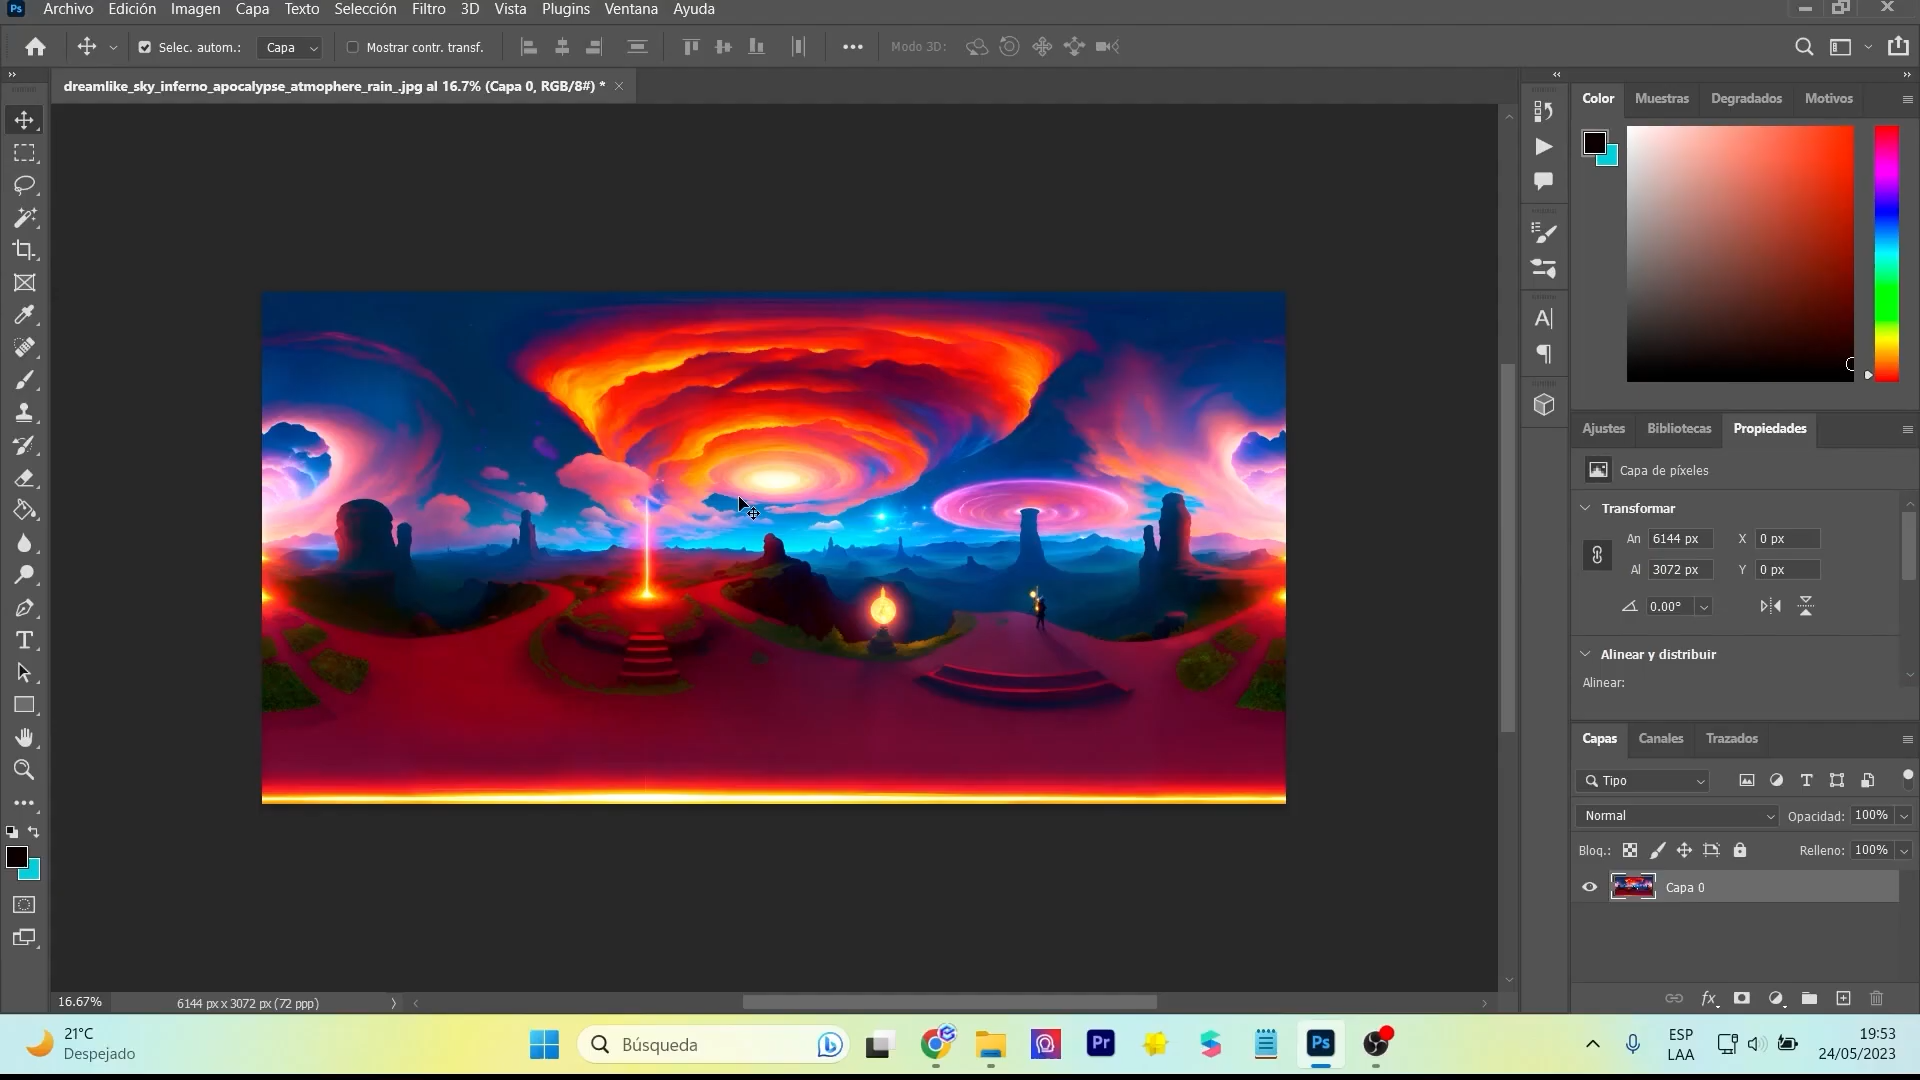 Ps Archivo Edición Imagen Capa Texto Selección Filtro 3D Vista Plugins Ventana Ayuda
Selec. autom.: Capa Mostrar contr. transf. Modo 3D:
dreamlike_sky_inferno_apocalypse_atmophere_rain_.jpg al 16.7% (Capa 0, RGB/8#) *
Color Muestras Degradados Motivos
Ajustes Bibliotecas Propiedades
Capa de píxeles
Transformar
An 6144 px X 0 px
Al 3072 px Y 0 px
0.00°
Alinear y distribuir
Alinear:
Capas Canales Trazados
Tipo
Normal Opacidad: 100%
Bloq.: Relleno: 100%
Capa 0
fx
16.67% 6144 px x 3072 px (72 ppp)
21°C
Despejado
Búsqueda
Pr
Ps
ESP
LAA
19:53
24/05/2023